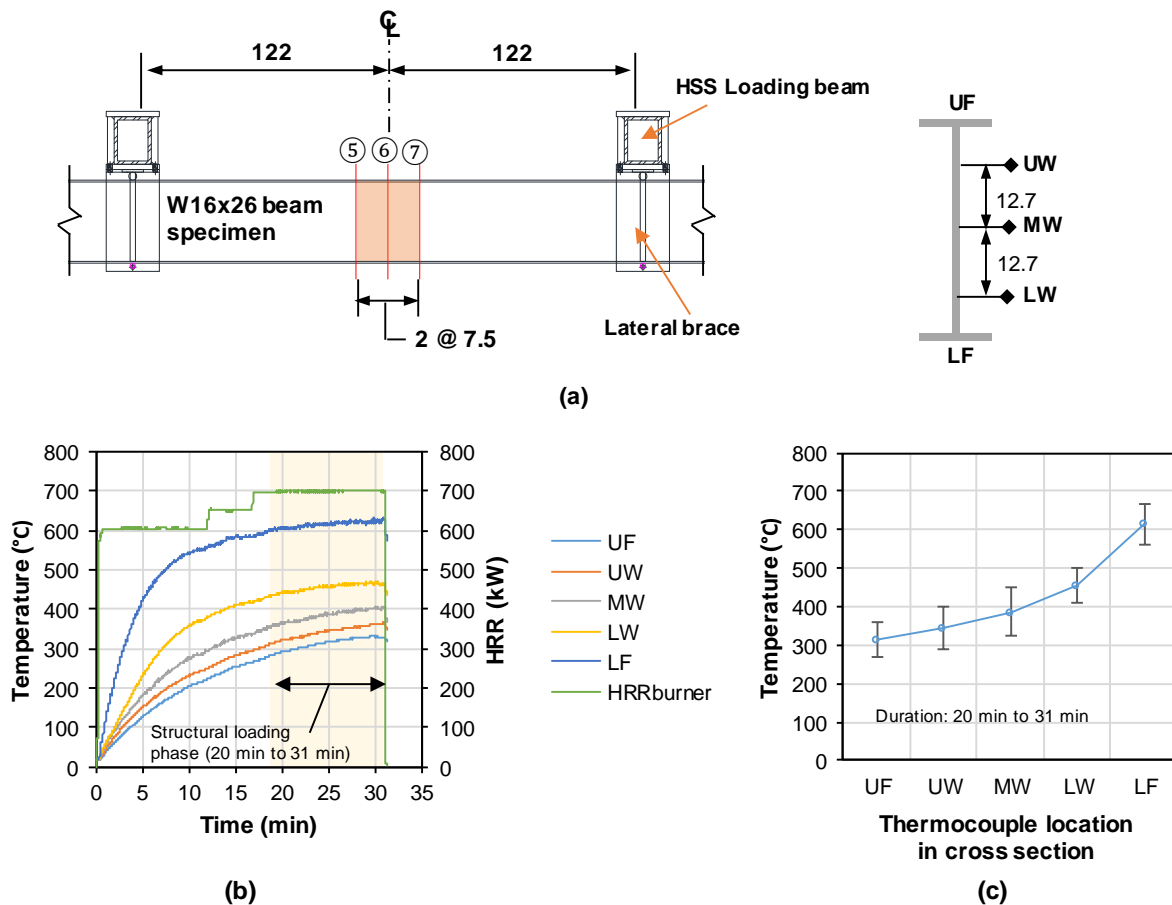 ℄
122 122
HSS Loading beam
UF
⑤ ⑥ ⑦
UW
W16x26 beam
specimen
12.7
MW
12.7
LW
Lateral brace
2 @ 7.5
LF
(a)
800 800
700 700
600 600
500 500
400 400
300 300
200 200
100 100
0 0
Temperature (°C)
HRR (kW)
Structural loading
phase (20 min to 31 min)
0 5 10 15 20 25 30 35
Time (min)
UF
UW
MW
LW
LF
HRRburner
(b)
800
700
600
500
400
300
200
100
0
Temperature (°C)
Duration: 20 min to 31 min
UF UW MW LW LF
Thermocouple location
in cross section
(c)